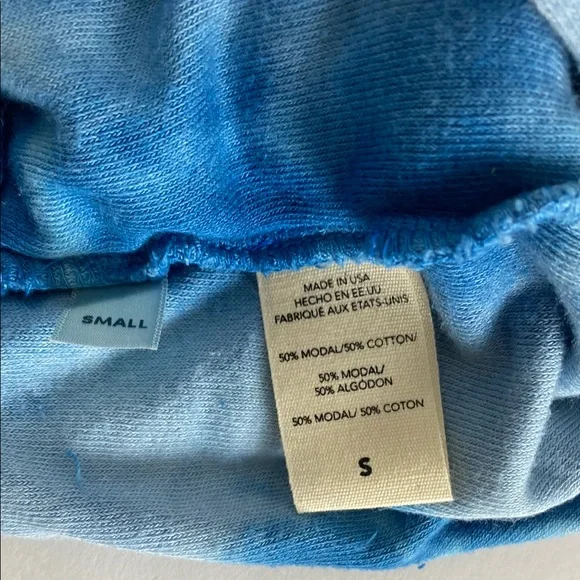 SMALL
MADE IN USA
HECHO EN EE.UU
FABRIQUÉ AUX ETATS-UNIS
50% MODAL/50% COTTON/
50% MODAL/
50% ALGÓDON
50% MODAL/ 50% COTON
S